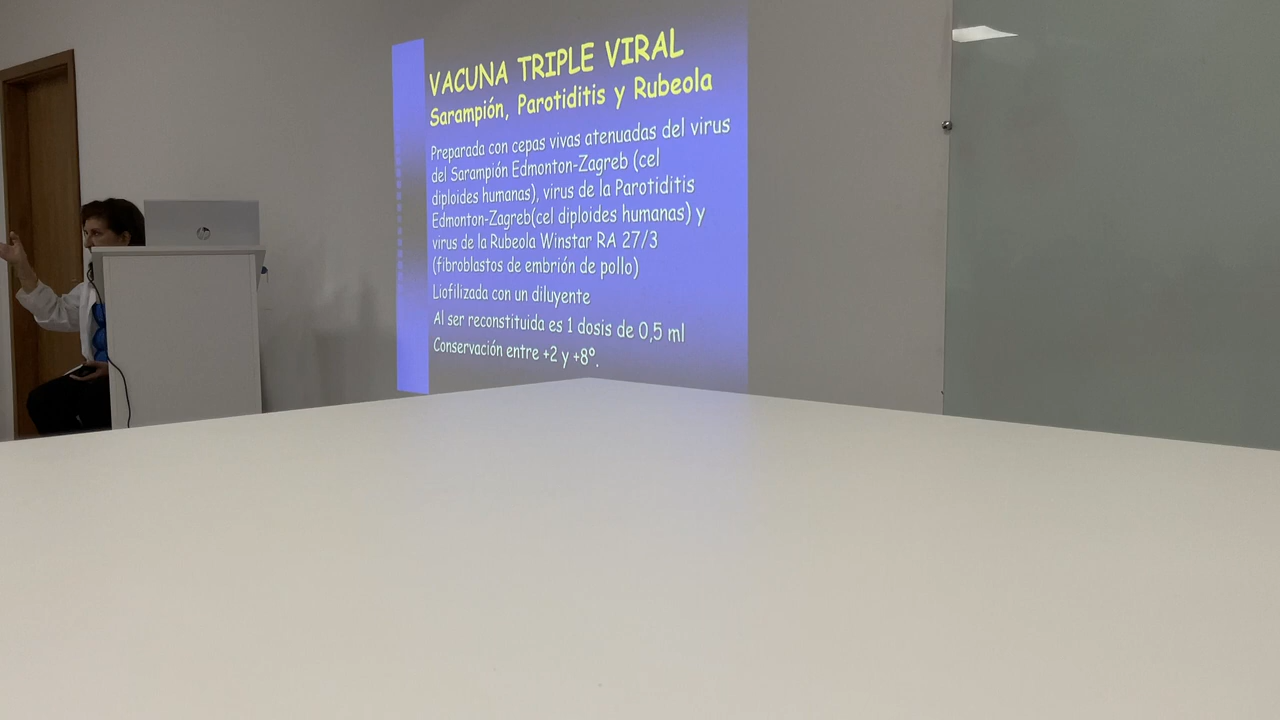 VACUNA TRIPLE VIRAL
Sarampión, Parotiditis y Rubeola
Preparada con cepas vivas atenuadas del virus
del Sarampión Edmonton-Zagreb (cel
diploides humanas), virus de la Parotiditis
Edmonton-Zagreb(cel diploides humanas) y
virus de la Rubeola Winstar RA 27/3
(fibroblastos de embrión de pollo)
Liofilizada con un diluyente
Al ser reconstituida es 1 dosis de 0,5 ml
Conservación entre +2 y +8º.